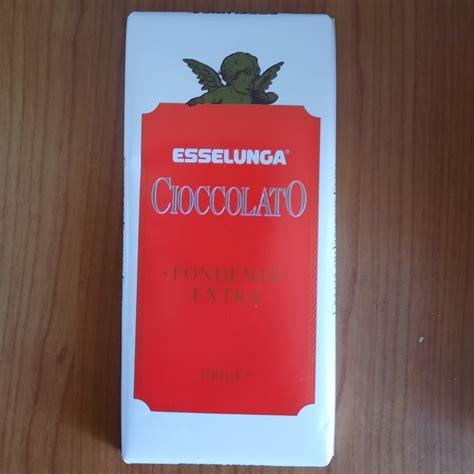 ESSELUNGA®
CIOCCOLATO
·FONDENTE·
EXTRA
100g e